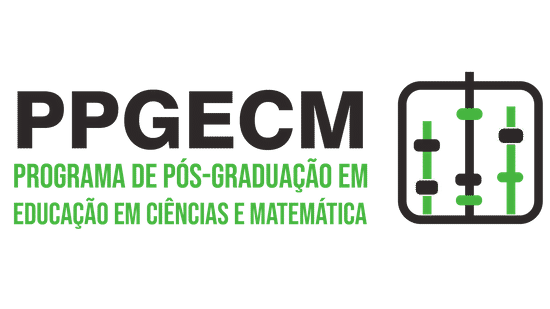 PPGECM
PROGRAMA DE PÓS-GRADUAÇÃO EM
EDUCAÇÃO EM CIÊNCIAS E MATEMÁTICA